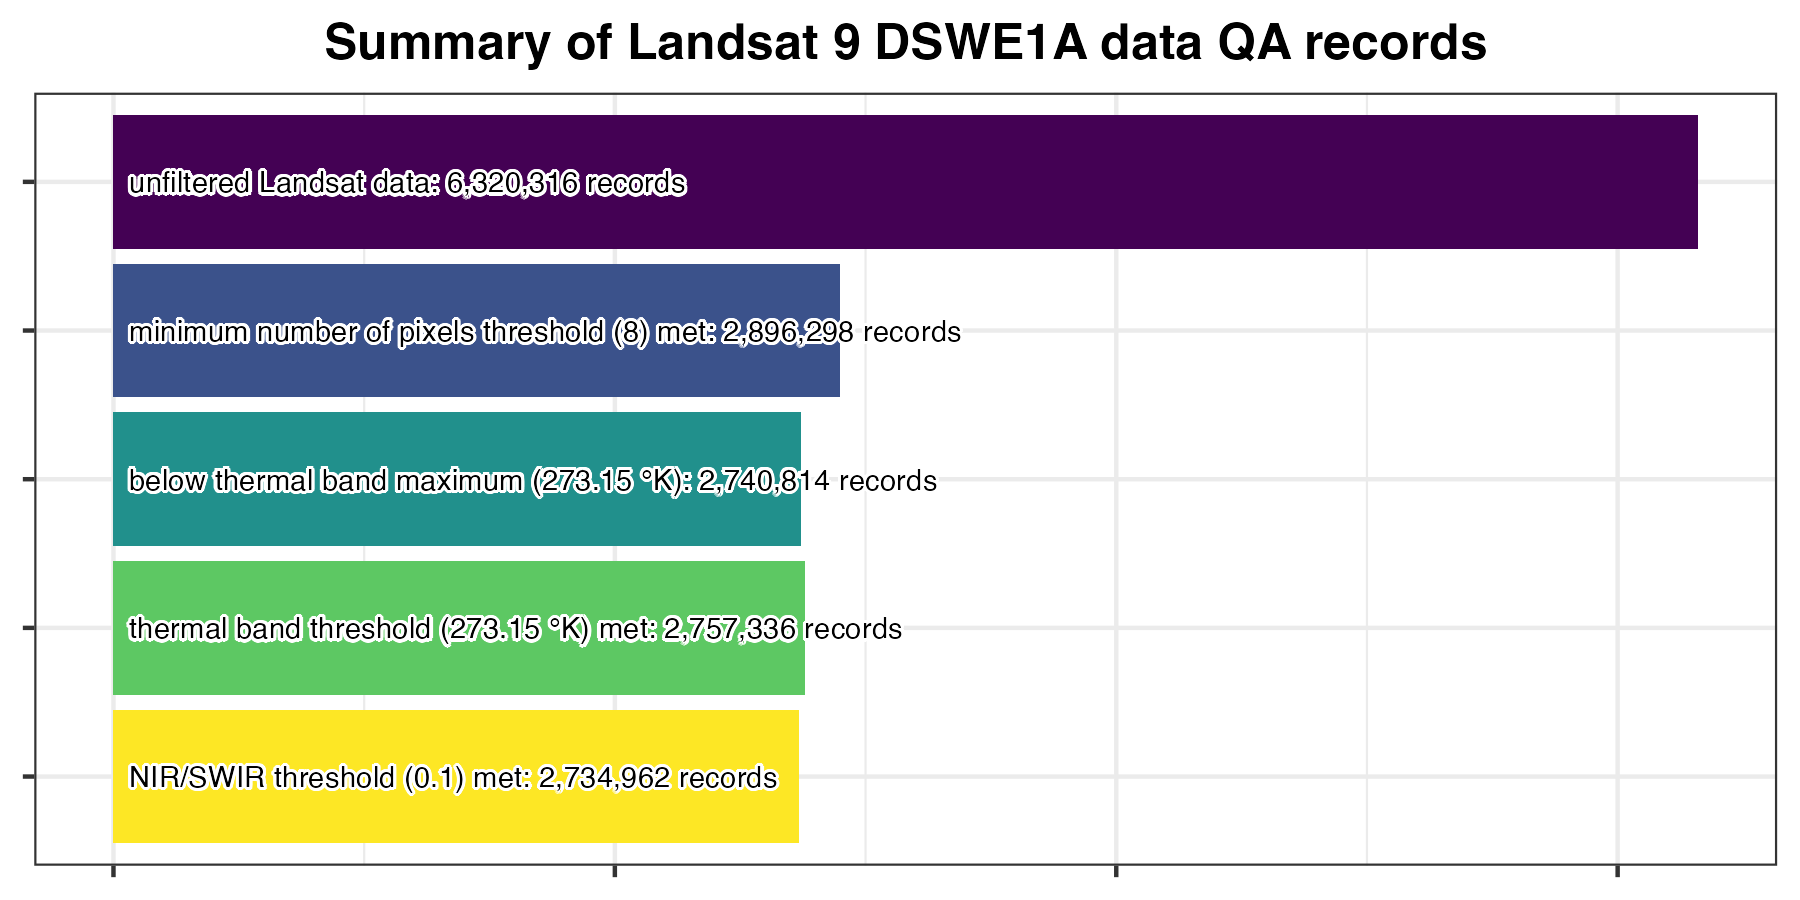 Summary of Landsat 9 DSWE1A data QA records
unfiltered Landsat data: 6,320,316 records
minimum number of pixels threshold (8) met: 2,896,298 records
below thermal band maximum (273.15 °K): 2,740,814 records
thermal band threshold (273.15 °K) met: 2,757,336 records
NIR/SWIR threshold (0.1) met: 2,734,962 records